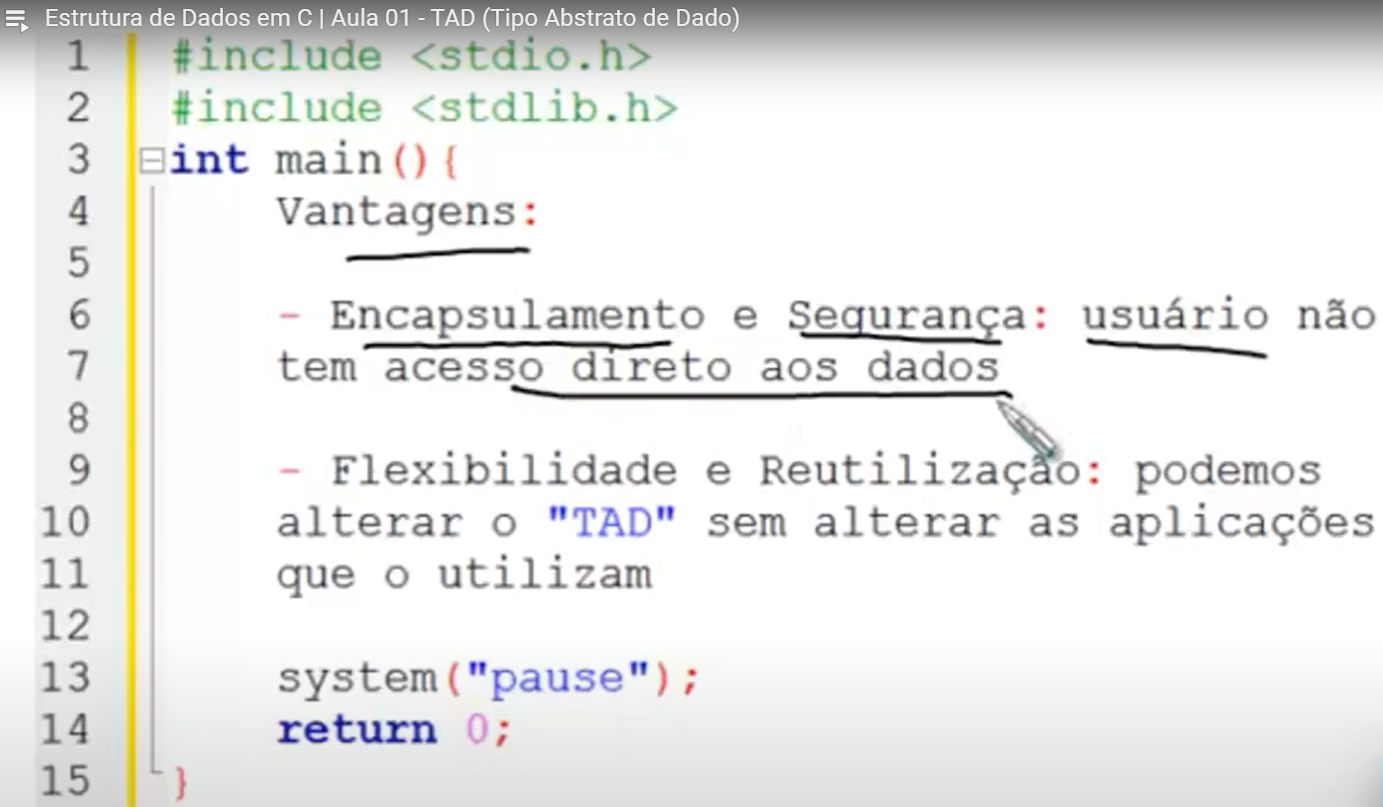 Estrutura de Dados em C | Aula 01 - TAD (Tipo Abstrato de Dado)
1 #include <stdio.h>
2 #include <stdlib.h>
3 int main(){
4 Vantagens:
5
6 - Encapsulamento e Segurança: usuário não
7 tem acesso direto aos dados
8
9 - Flexibilidade e Reutilização: podemos
10 alterar o "TAD" sem alterar as aplicações
11 que o utilizam
12
13 system("pause");
14 return 0;
15 }